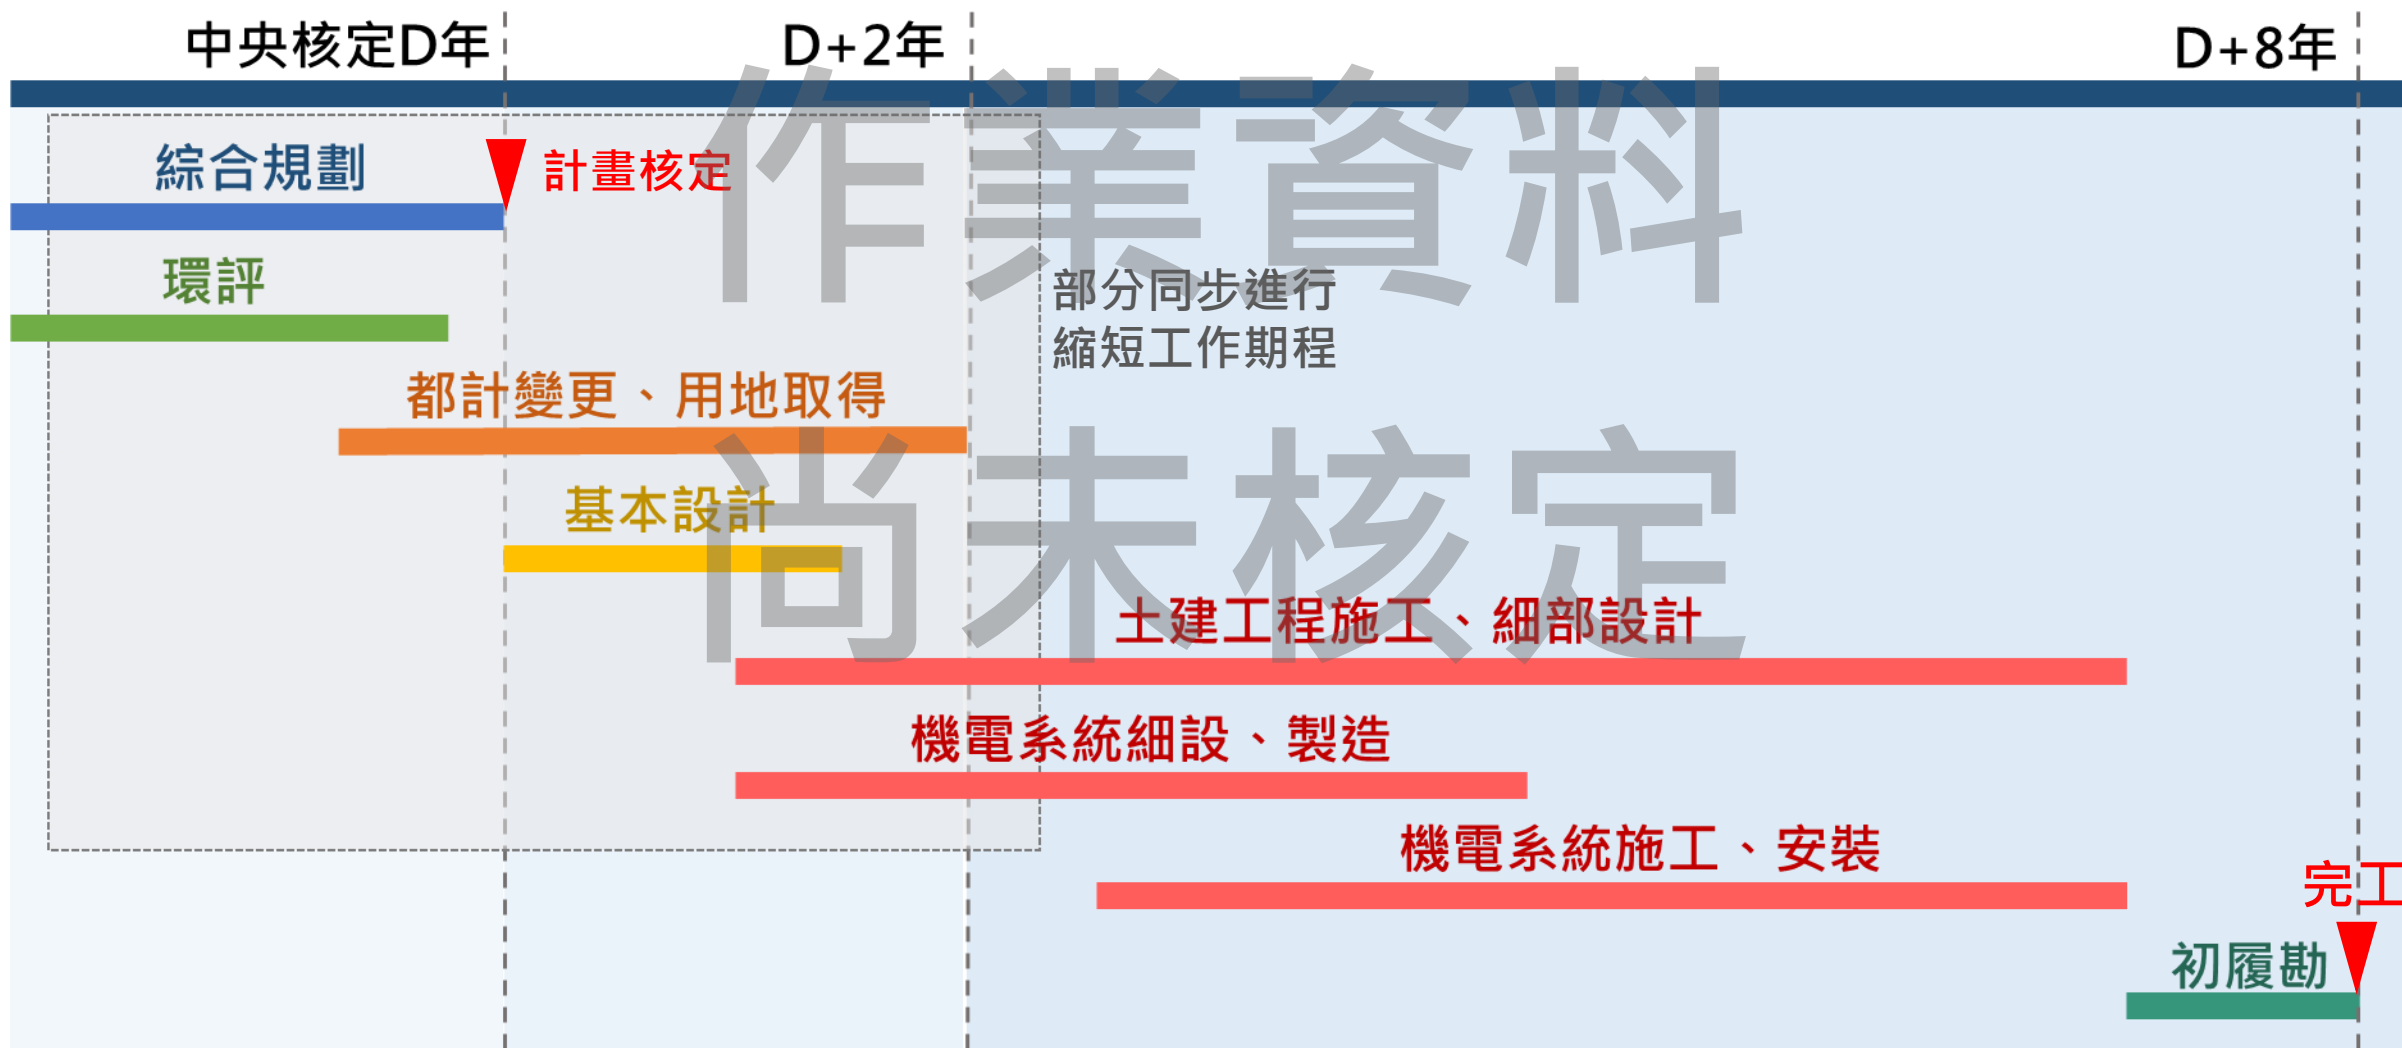 中央核定D年
D+2年
D+8年
綜合規劃
計畫核定
環評
作業資料
部分同步進行
縮短工作期程
都計變更、用地取得
尚未核定
基本設計
土建工程施工、細部設計
機電系統細設、製造
機電系統施工、安裝
完工
初履勘